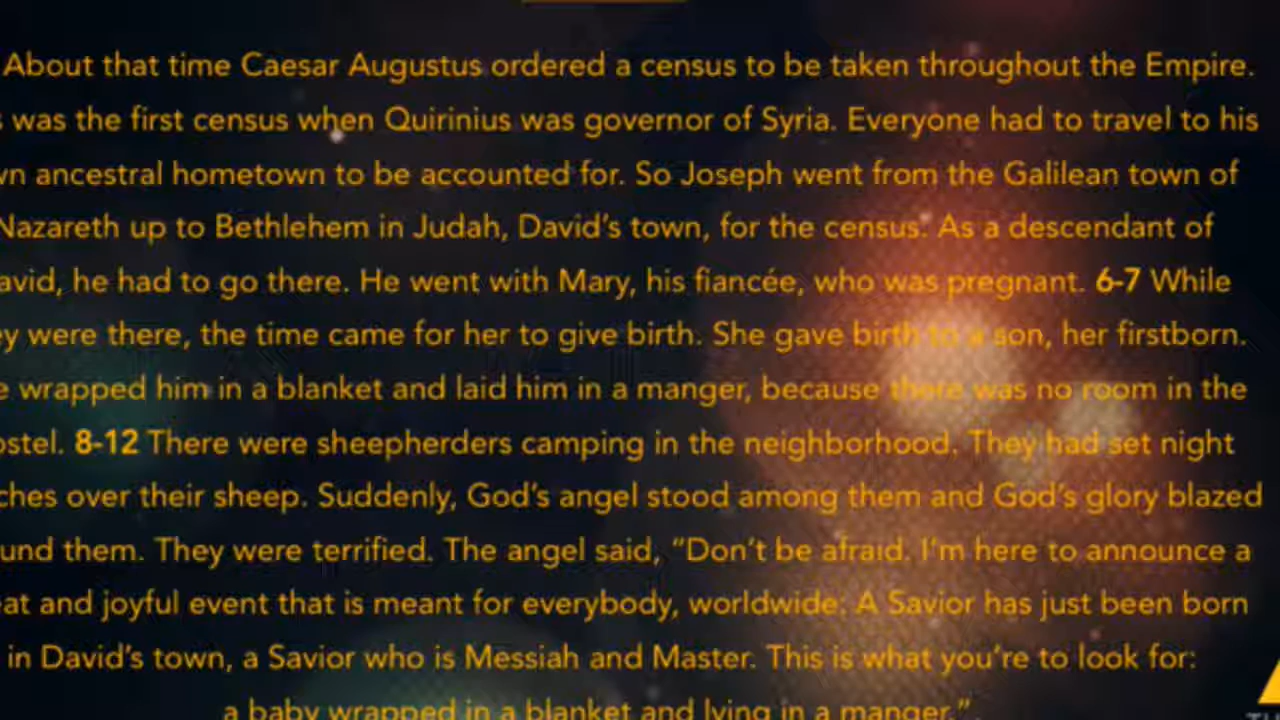 About that time Caesar Augustus ordered a census to be taken throughout the Empire.
was the first census when Quirinius was governor of Syria. Everyone had to travel to his
ancestral hometown to be accounted for. So Joseph went from the Galilean town of
Nazareth up to Bethlehem in Judah, David’s town, for the census. As a descendant of
avid, he had to go there. He went with Mary, his fiancée, who was pregnant. 6-7 While
ey were there, the time came for her to give birth. She gave birth to a son, her firstborn.
e wrapped him in a blanket and laid him in a manger, because there was no room in the
ostel. 8-12 There were sheepherders camping in the neighborhood. They had set night
ches over their sheep. Suddenly, God’s angel stood among them and God’s glory blazed
und them. They were terrified. The angel said, “Don’t be afraid. I’m here to announce a
eat and joyful event that is meant for everybody, worldwide: A Savior has just been born
in David’s town, a Savior who is Messiah and Master. This is what you’re to look for:
a baby wrapped in a blanket and lying in a manger.”